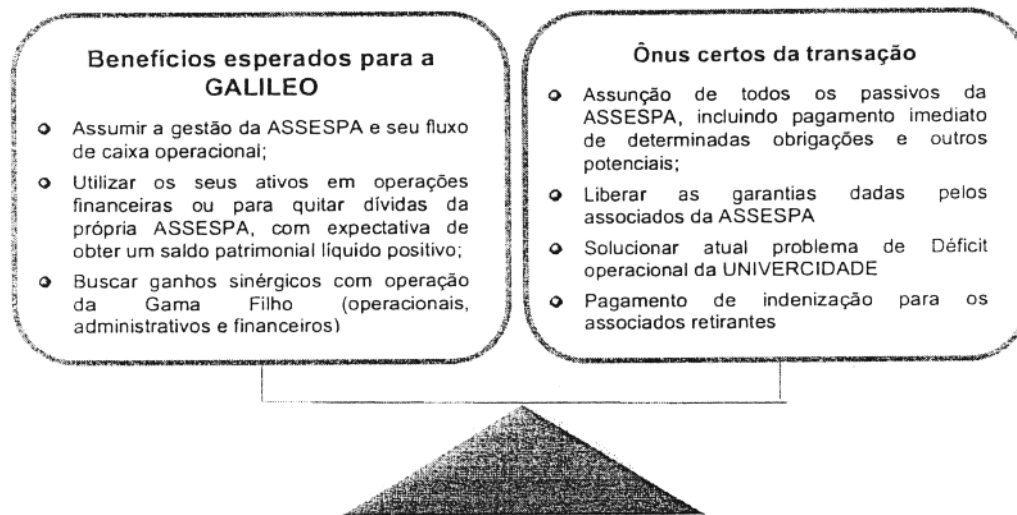 Benefícios esperados para a
GALILEO
Assumir a gestão da ASSESPA e seu fluxo
de caixa operacional;
Utilizar os seus ativos em operações
financeiras ou para quitar dívidas da
própria ASSESPA, com expectativa de
obter um saldo patrimonial líquido positivo;
Buscar ganhos sinérgicos com operação
da Gama Filho (operacionais,
administrativos e financeiros)
Ônus certos da transação
Assunção de todos os passivos da
ASSESPA, incluindo pagamento imediato
de determinadas obrigações e outros
potenciais;
Liberar as garantias dadas pelos
associados da ASSESPA
Solucionar atual problema de Déficit
operacional da UNIVERCIDADE
Pagamento de indenização para os
associados retirantes